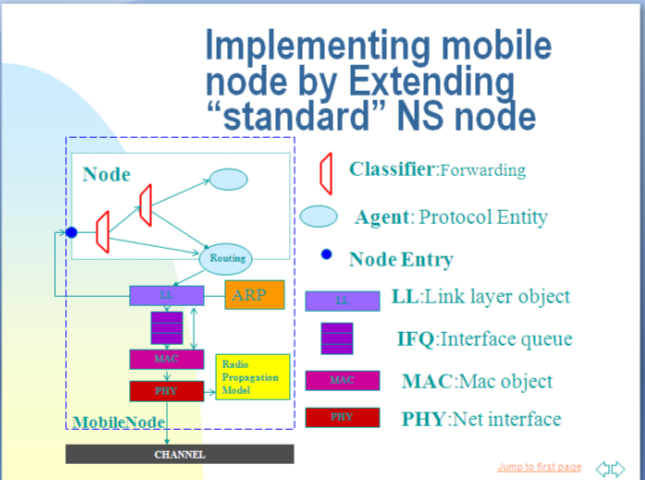 Implementing mobile
node by Extending
“standard” NS node
Node
Routing
LL
ARP
MAC
PHY
Radio
Propagation
Model
MobileNode
CHANNEL
Classifier:Forwarding
Agent: Protocol Entity
Node Entry
LL
LL:Link layer object
IFQ:Interface queue
MAC
MAC:Mac object
PHY
PHY:Net interface
Jump to first page